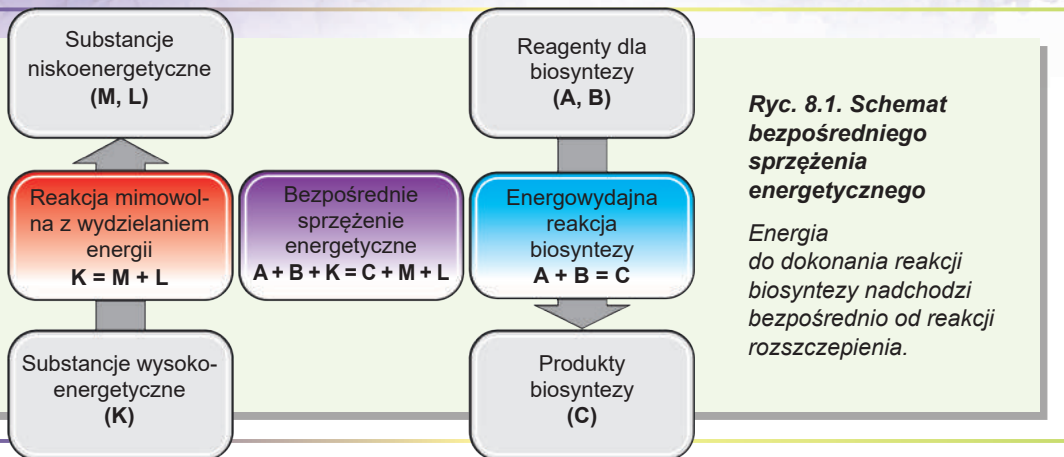 Substancje
niskoenergetyczne
(M, L)
Reakcja mimowol-
na z wydzielaniem
energii
K = M + L
Substancje wysoko-
energetyczne
(K)
Bezpośrednie
sprzężenie
energetyczne
A + B + K = C + M + L
Reagenty dla
biosyntezy
(A, B)
Energowydajna
reakcja
biosyntezy
A + B = C
Produkty
biosyntezy
(C)
Ryc. 8.1. Schemat
bezpośredniego
sprzężenia
energetycznego
Energia
do dokonania reakcji
biosyntezy nadchodzi
bezpośrednio od reakcji
rozszczepienia.